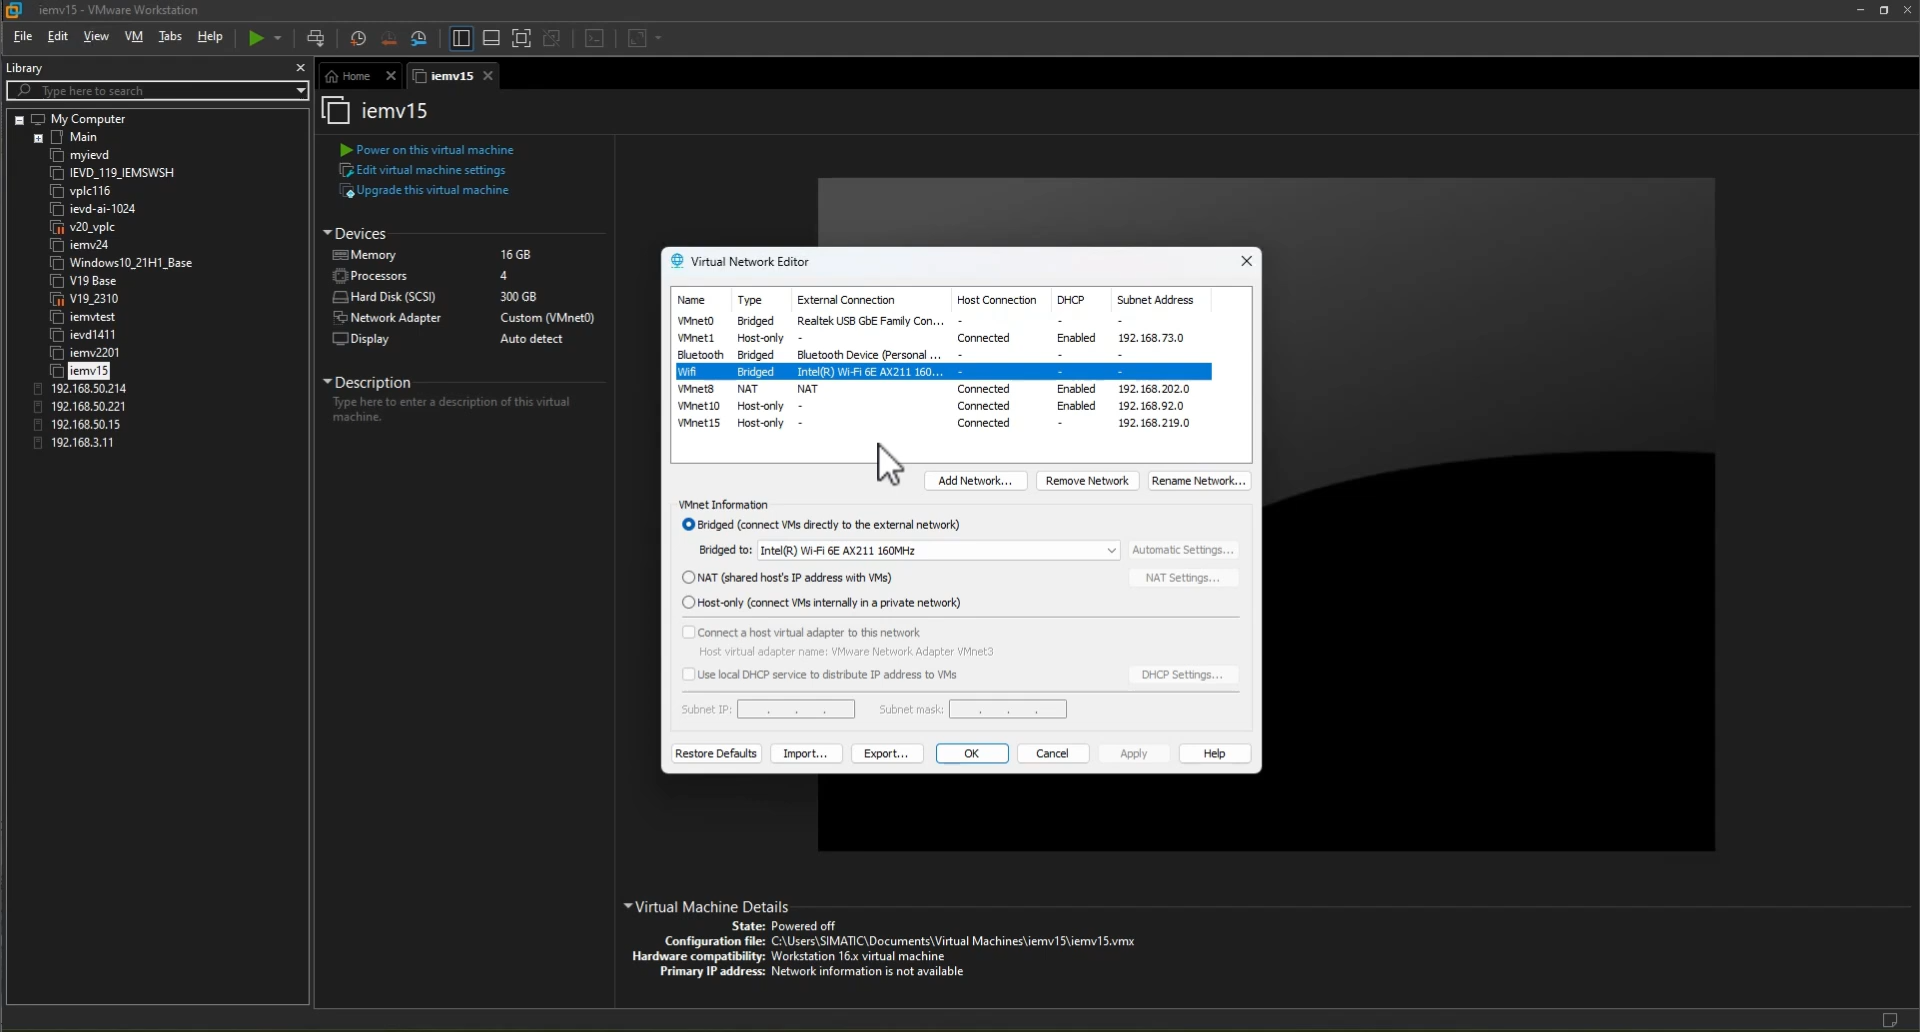 iemv15 - VMware Workstation
File Edit View VM Tabs Help
Library
Type here to search
My Computer
Main
myievd
IEVD_119_IEMSWSH
vplc116
ievd-ai-1024
v20_vplc
iemv24
Windows10_21H1_Base
V19 Base
V19_2310
iemvtest
ievd1411
iemv2201
iemv15
192.168.50.214
192.168.50.221
192.168.50.15
192.168.3.11
Home iemv15
iemv15
Power on this virtual machine
Edit virtual machine settings
Upgrade this virtual machine
Devices
Memory 16 GB
Processors 4
Hard Disk (SCSI) 300 GB
Network Adapter Custom (VMnet0)
Display Auto detect
Description
Type here to enter a description of this virtual
machine.
Virtual Network Editor
Name Type External Connection Host Connection DHCP Subnet Address
VMnet0 Bridged Realtek USB GbE Family Con... - - -
VMnet1 Host-only - Connected Enabled 192.168.73.0
Bluetooth Bridged Bluetooth Device (Personal ... - - -
Wifi Bridged Intel(R) Wi-Fi 6E AX211 160... - - -
VMnet8 NAT NAT Connected Enabled 192.168.202.0
VMnet10 Host-only - Connected Enabled 192.168.92.0
VMnet15 Host-only - Connected - 192.168.219.0
Add Network... Remove Network Rename Network...
VMnet Information
Bridged (connect VMs directly to the external network)
Bridged to: Intel(R) Wi-Fi 6E AX211 160MHz Automatic Settings...
NAT (shared host's IP address with VMs) NAT Settings...
Host-only (connect VMs internally in a private network)
Connect a host virtual adapter to this network
Host virtual adapter name: VMware Network Adapter VMnet3
Use local DHCP service to distribute IP address to VMs DHCP Settings...
Subnet IP: . . . Subnet mask: . . .
Restore Defaults Import... Export... OK Cancel Apply Help
Virtual Machine Details
State: Powered off
Configuration file: C:\Users\SIMATIC\Documents\Virtual Machines\iemv15\iemv15.vmx
Hardware compatibility: Workstation 16.x virtual machine
Primary IP address: Network information is not available